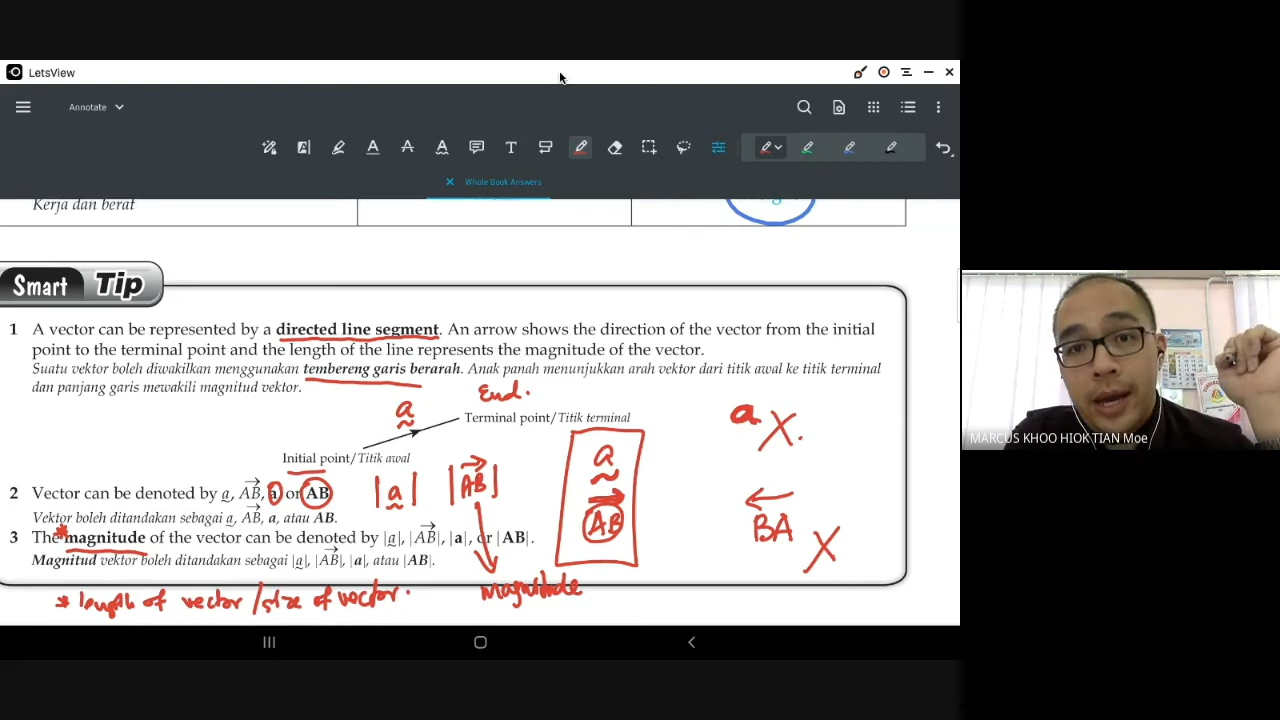 LetsView
Annotate
Whole Book Answers
Kerja dan berat
Smart Tip
1 A vector can be represented by a directed line segment. An arrow shows the direction of the vector from the initial
point to the terminal point and the length of the line represents the magnitude of the vector.
Suatu vektor boleh diwakilkan menggunakan tembereng garis berarah. Anak panah menunjukkan arah vektor dari titik awal ke titik terminal
dan panjang garis mewakili magnitud vektor.
End.
a
Terminal point/Titik terminal
Initial point/Titik awal
a X.
a
AB
|a| |AB|
BA X
2 Vector can be denoted by a, AB, a or AB.
Vektor boleh ditandakan sebagai a, AB, a, atau AB.
3 The magnitude of the vector can be denoted by |a|, |AB|, |a|, or |AB|.
Magnitud vektor boleh ditandakan sebagai |a|, |AB|, |a|, atau |AB|.
* length of vector / size of vector.
magnitude
MARCUS KHOO HIOK TIAN Moe